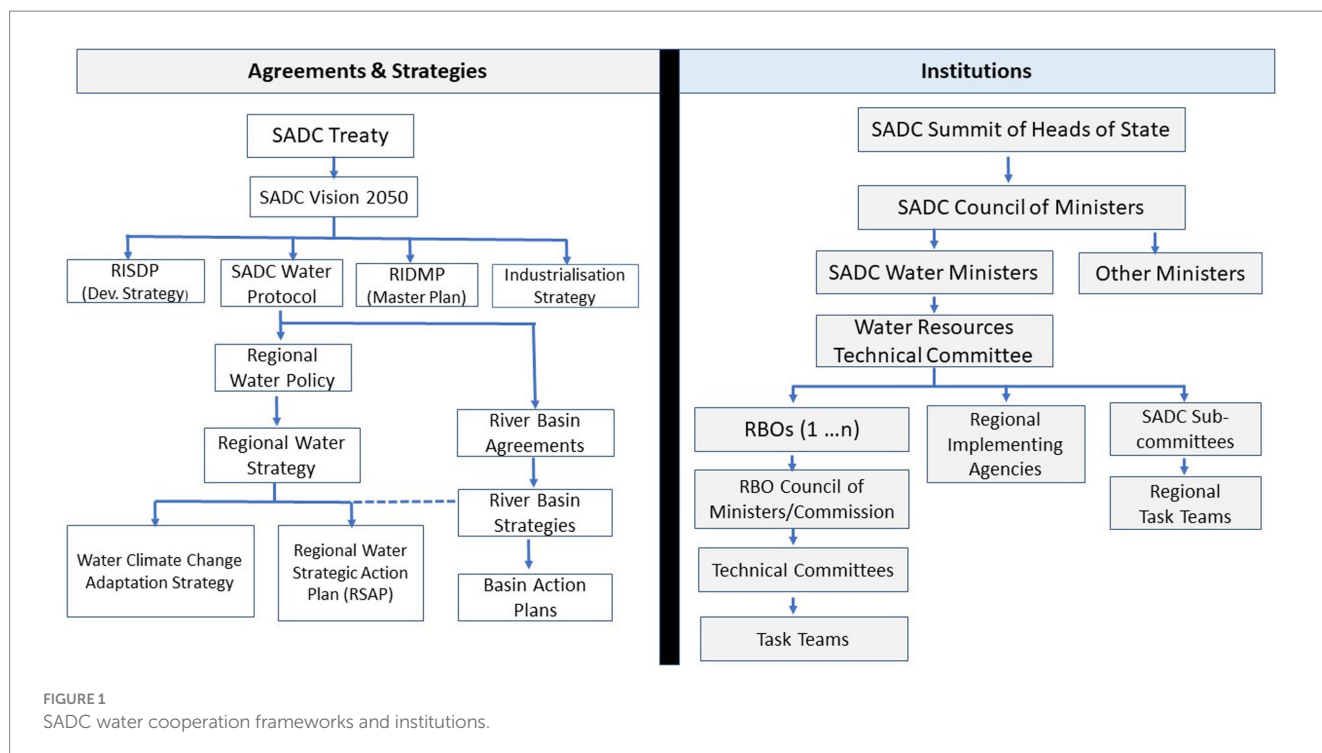 Agreements & Strategies
SADC Treaty
SADC Vision 2050
RISDP
(Dev. Strategy)
SADC Water
Protocol
RIDMP
(Master Plan)
Industrialisation
Strategy
Regional
Water Policy
Regional Water
Strategy
River Basin
Agreements
River Basin
Strategies
Water Climate Change
Adaptation Strategy
Regional Water
Strategic Action
Plan (RSAP)
Basin Action
Plans
Institutions
SADC Summit of Heads of State
SADC Council of Ministers
SADC Water Ministers
Other Ministers
Water Resources
Technical Committee
RBOs (1 ...n)
Regional
Implementing
Agencies
SADC Sub-
committees
RBO Council of
Ministers/Commission
Regional
Task Teams
Technical Committees
Task Teams
FIGURE 1
SADC water cooperation frameworks and institutions.